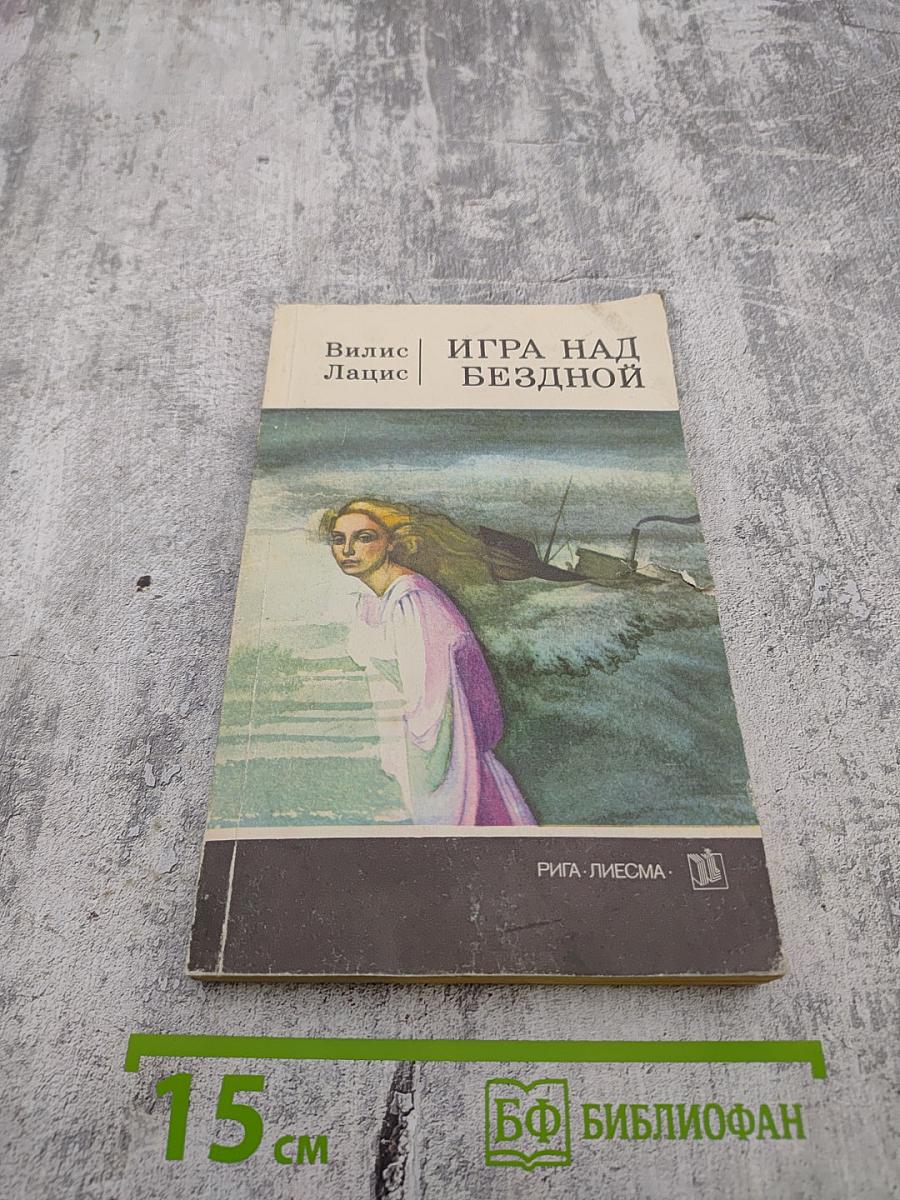 Вилис
Лацис
ИГРА НАД
БЕЗДНОЙ
РИГА·ЛИЕСМА·
15 см
БФ БИБЛИОФАН